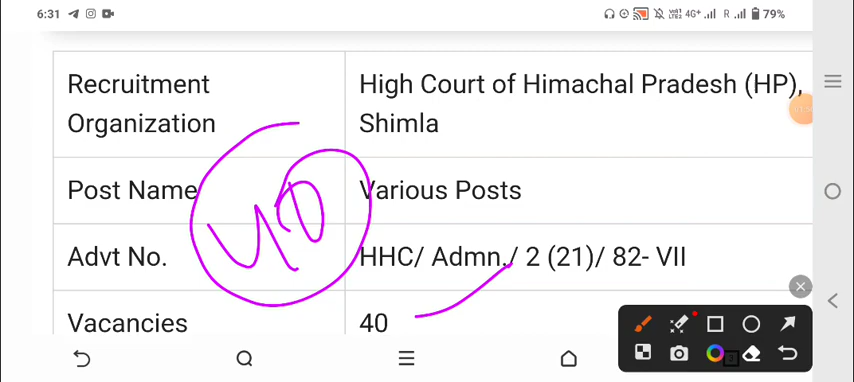 6:31 4G+ R 79%
Recruitment Organization High Court of Himachal Pradesh (HP), Shimla
Post Name Various Posts
40
Advt No. HHC/ Admn./ 2 (21)/ 82- VII
Vacancies 40